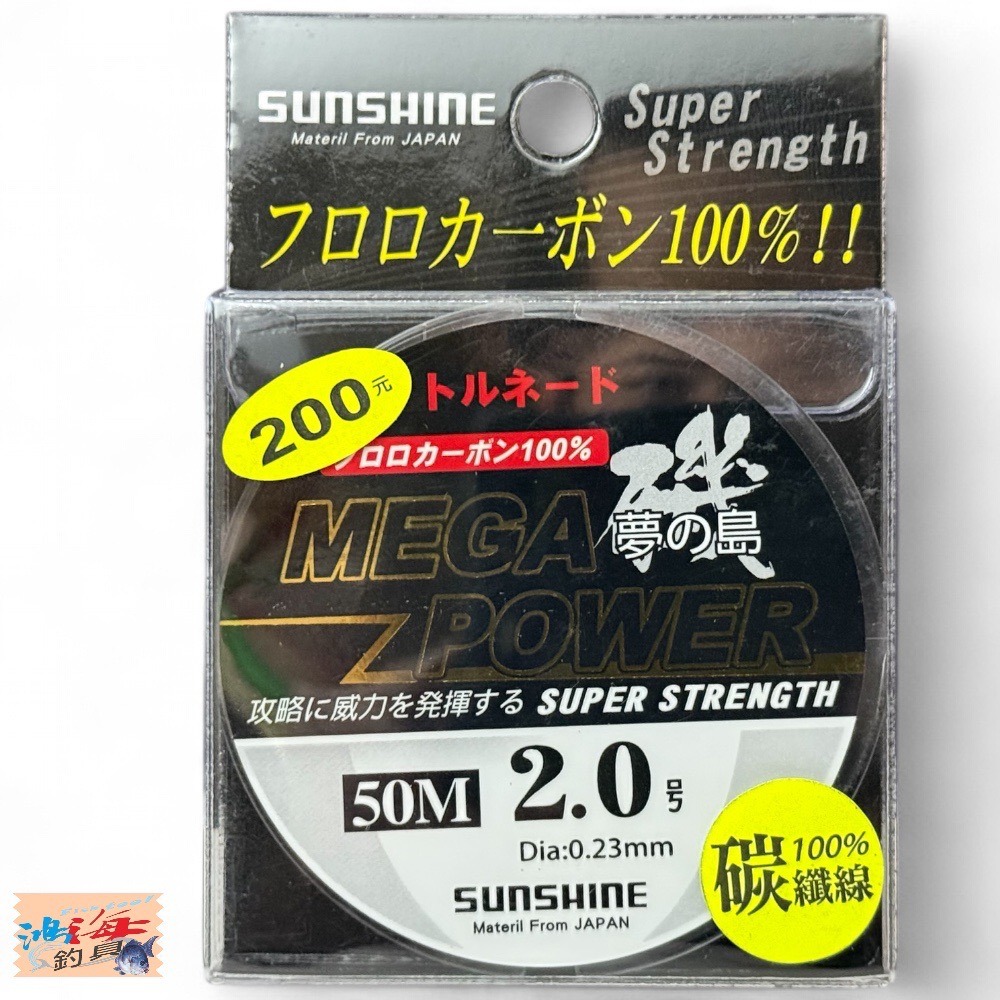 SUNSHINE
Materil From JAPAN
Super
Strength
フロロカーボン100%!!
200元
トルネード
フロロカーボン100%
磯
夢の島
MEGA
POWER
攻略に威力を発揮する SUPER STRENGTH
50M 2.0号
Dia:0.23mm
SUNSHINE
Materil From JAPAN
100%
碳纖線
海
釣具